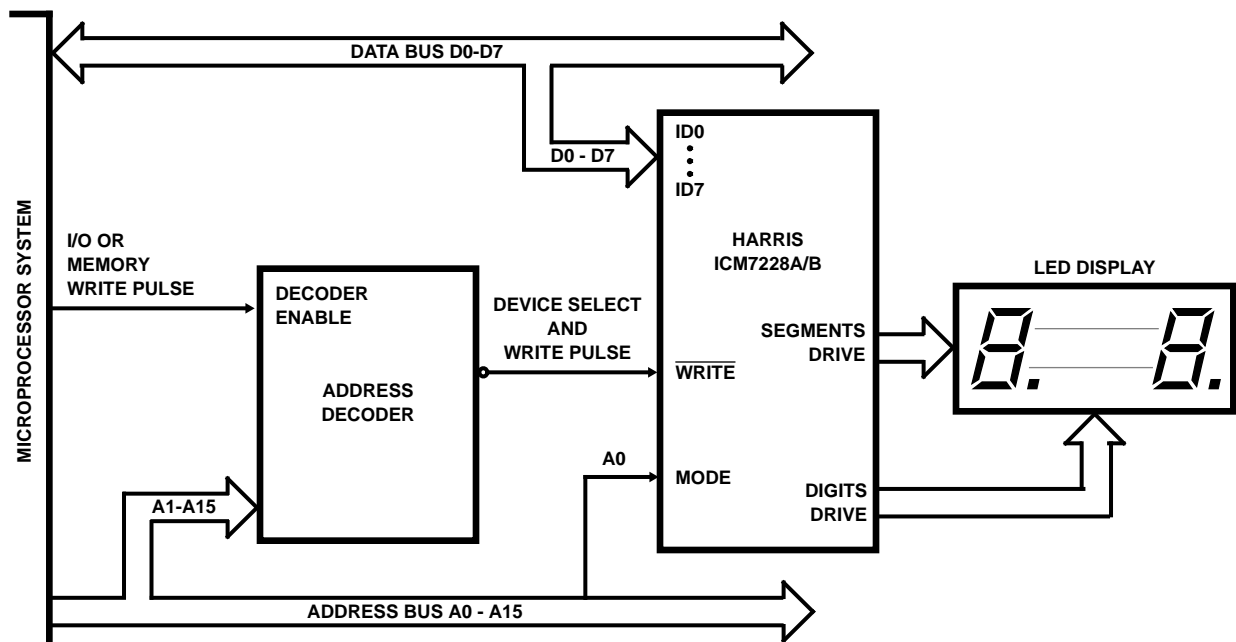 DATA BUS D0-D7
D0 - D7
ID0
ID7
MICROPROCESSOR SYSTEM
I/O OR
MEMORY
WRITE PULSE
DECODER
ENABLE
ADDRESS
DECODER
DEVICE SELECT
AND
WRITE PULSE
HARRIS
ICM7228A/B
WRITE
MODE
A0
SEGMENTS
DRIVE
DIGITS
DRIVE
LED DISPLAY
8. 8.
A1-A15
ADDRESS BUS A0 - A15